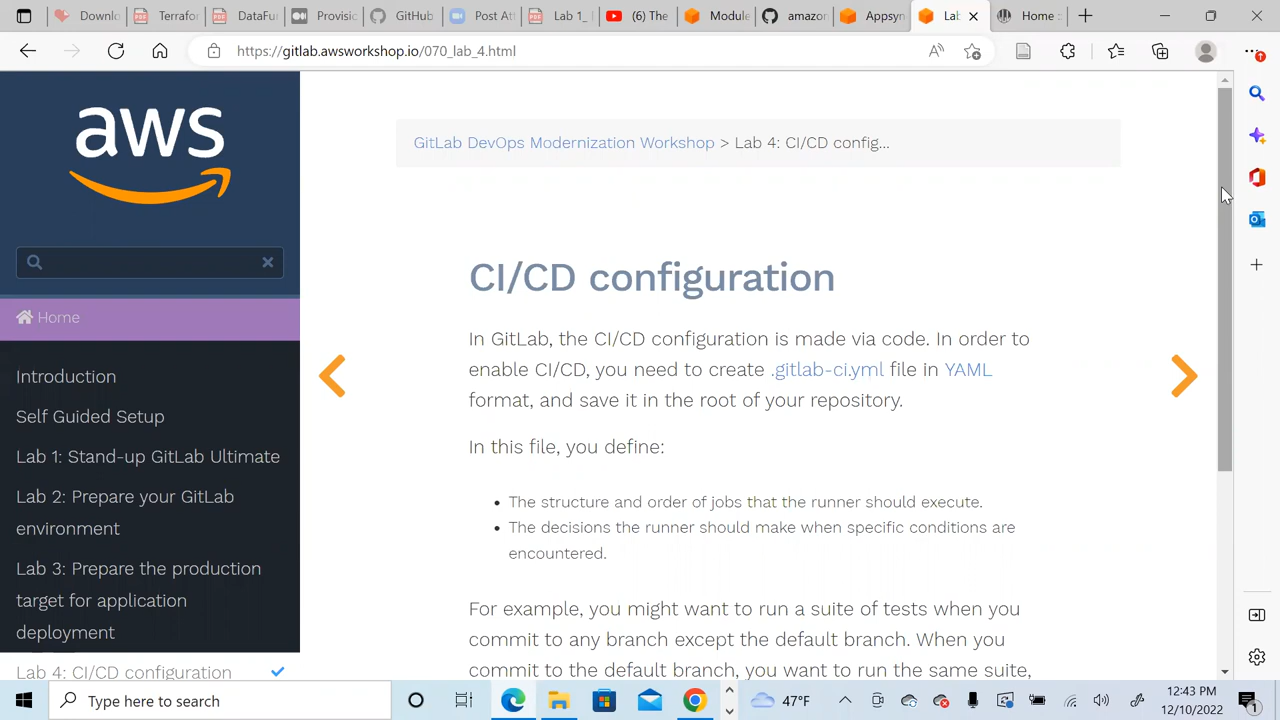 Downl
Terrafor
DataFu
Provisio
GitHub
Post Att
Lab 1_
(6) The
Module
amazor
Appsyn
Lab
Home :
https://gitlab.awsworkshop.io/070_lab_4.html
aws
GitLab DevOps Modernization Workshop > Lab 4: CI/CD config...
Home
Introduction
Self Guided Setup
Lab 1: Stand-up GitLab Ultimate
Lab 2: Prepare your GitLab
environment
Lab 3: Prepare the production
target for application
deployment
Lab 4: CI/CD configuration
CI/CD configuration
In GitLab, the CI/CD configuration is made via code. In order to
enable CI/CD, you need to create .gitlab-ci.yml file in YAML
format, and save it in the root of your repository.
In this file, you define:
• The structure and order of jobs that the runner should execute.
• The decisions the runner should make when specific conditions are
encountered.
For example, you might want to run a suite of tests when you
commit to any branch except the default branch. When you
commit to the default branch, you want to run the same suite,
Type here to search
47°F
12:43 PM
12/10/2022
1